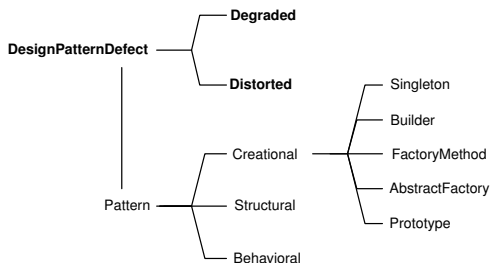 Degraded
DesignPatternDefect
Distorted
Singleton
Builder
Creational
FactoryMethod
AbstractFactory
Pattern
Structural
Prototype
Behavioral